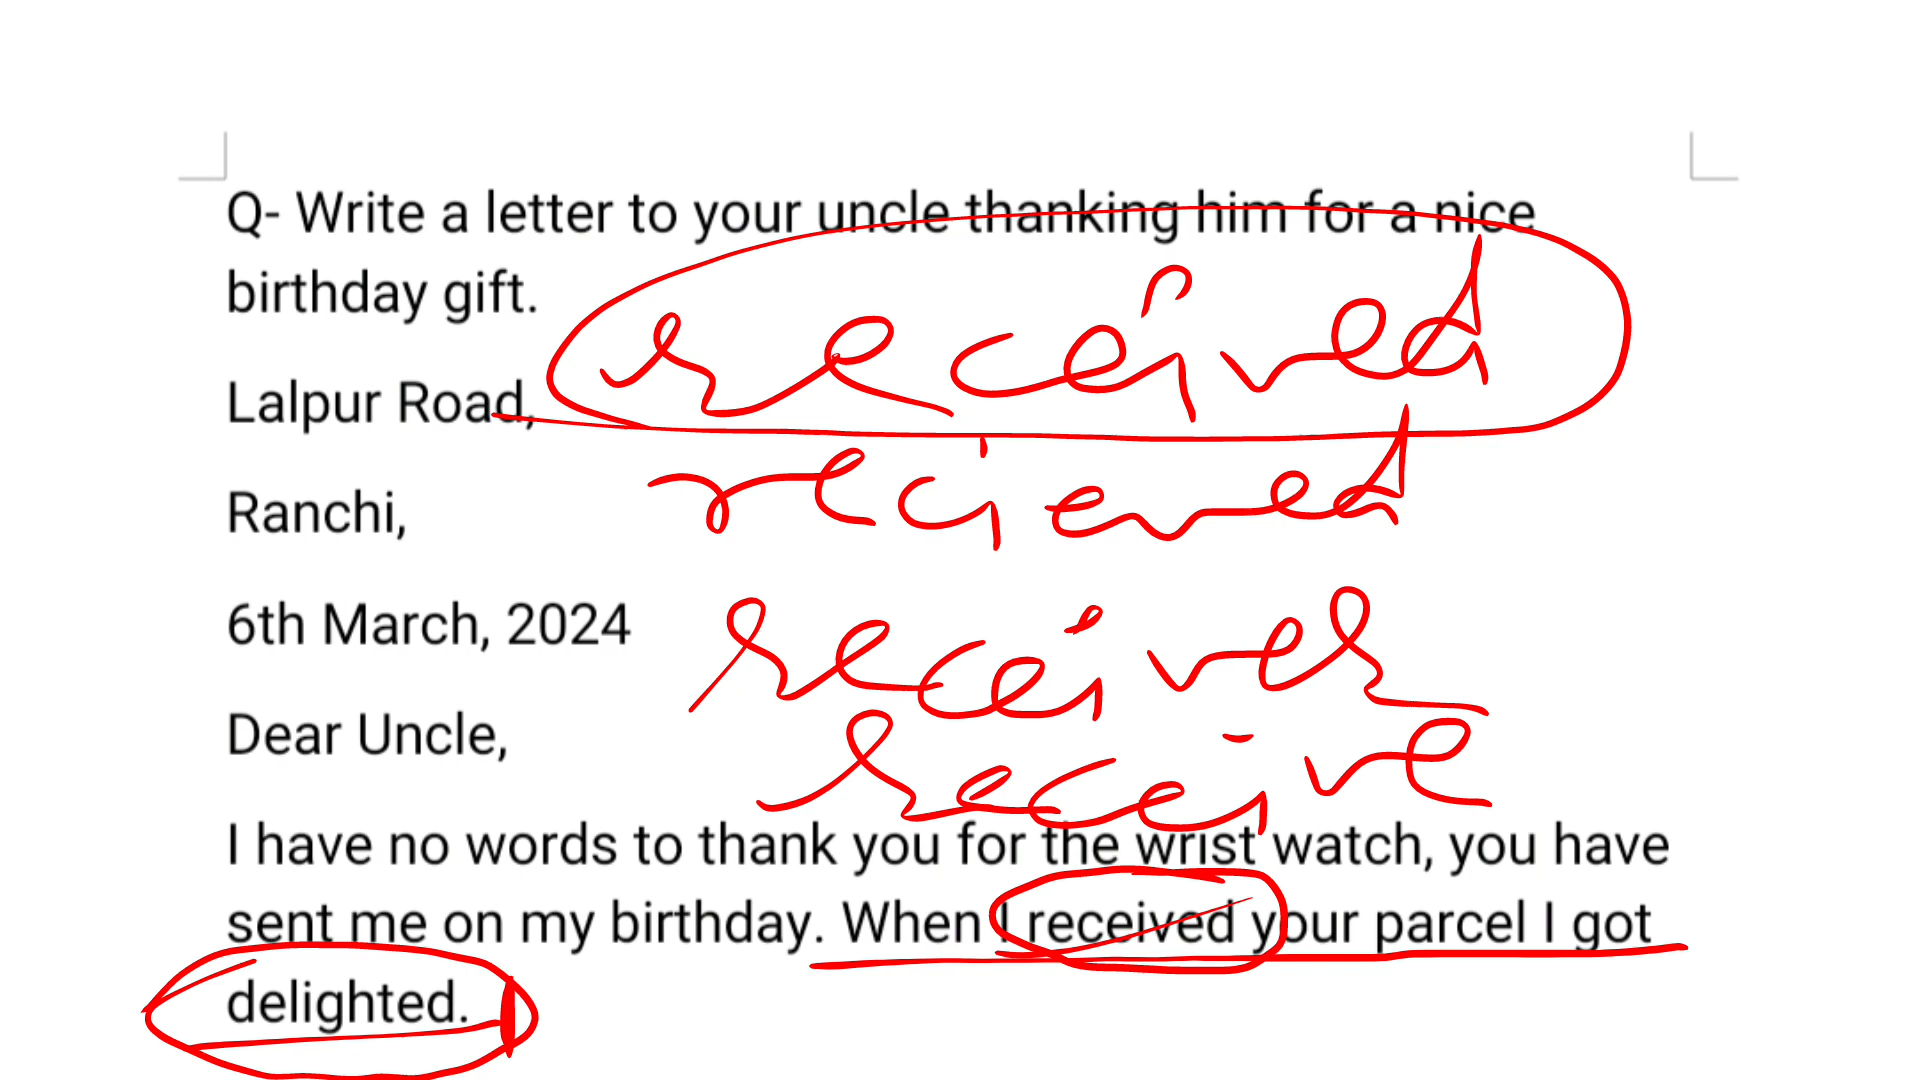 Q- Write a letter to your uncle thanking him for a nice
birthday gift.
received
Lalpur Road,
recieved
Ranchi,
6th March, 2024
receiver
Dear Uncle,
receive
I have no words to thank you for the wrist watch, you have
sent me on my birthday. When I received your parcel I got
delighted.